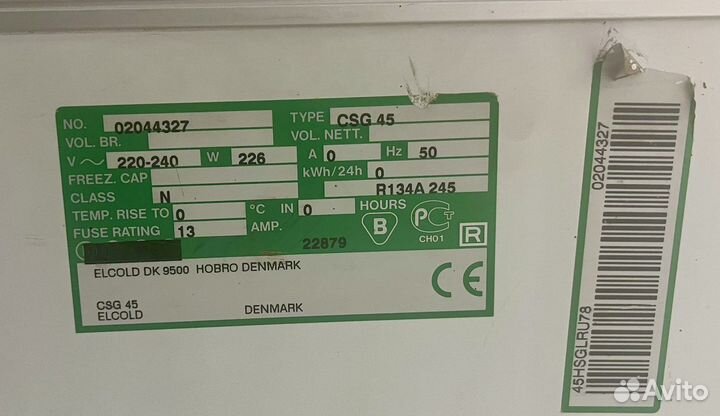 NO. 02044327 TYPE CSG 45
VOL. BR. VOL. NETT.
V 220-240 W 226 A 0 Hz 50
FREEZ. CAP kWh/24h 0
CLASS N R134A 245
TEMP. RISE TO 0 °C IN 0 HOURS
FUSE RATING 13 AMP. 22879
B
PCT
CH01
R
ELCOLD DK 9500 HOBRO DENMARK
CE
CSG 45
ELCOLD DENMARK
02044327
45HSGLRU78
Avito